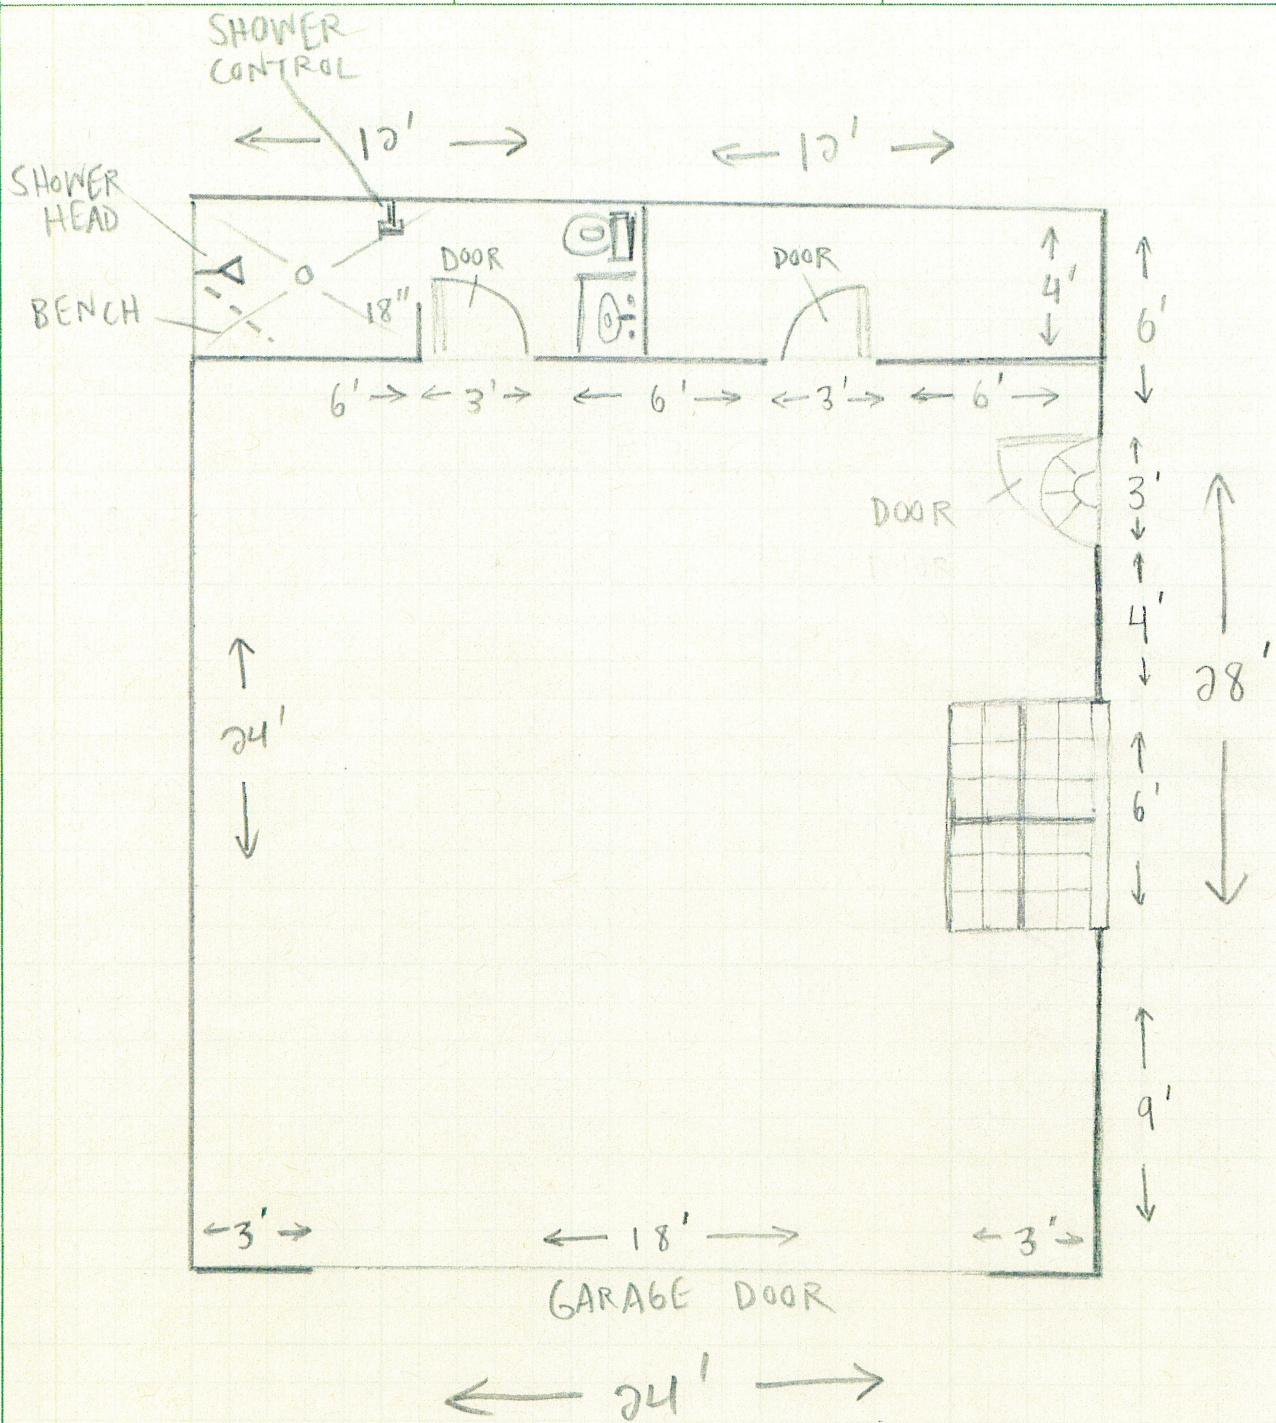 SHOWER
CONTROL
12'
12'
SHOWER
HEAD
DOOR
DOOR
4'
6'
BENCH
18"
6'
3'
6'
3'
6'
3'
DOOR
4'
28'
24'
6'
9'
3'
18'
3'
GARAGE DOOR
24'